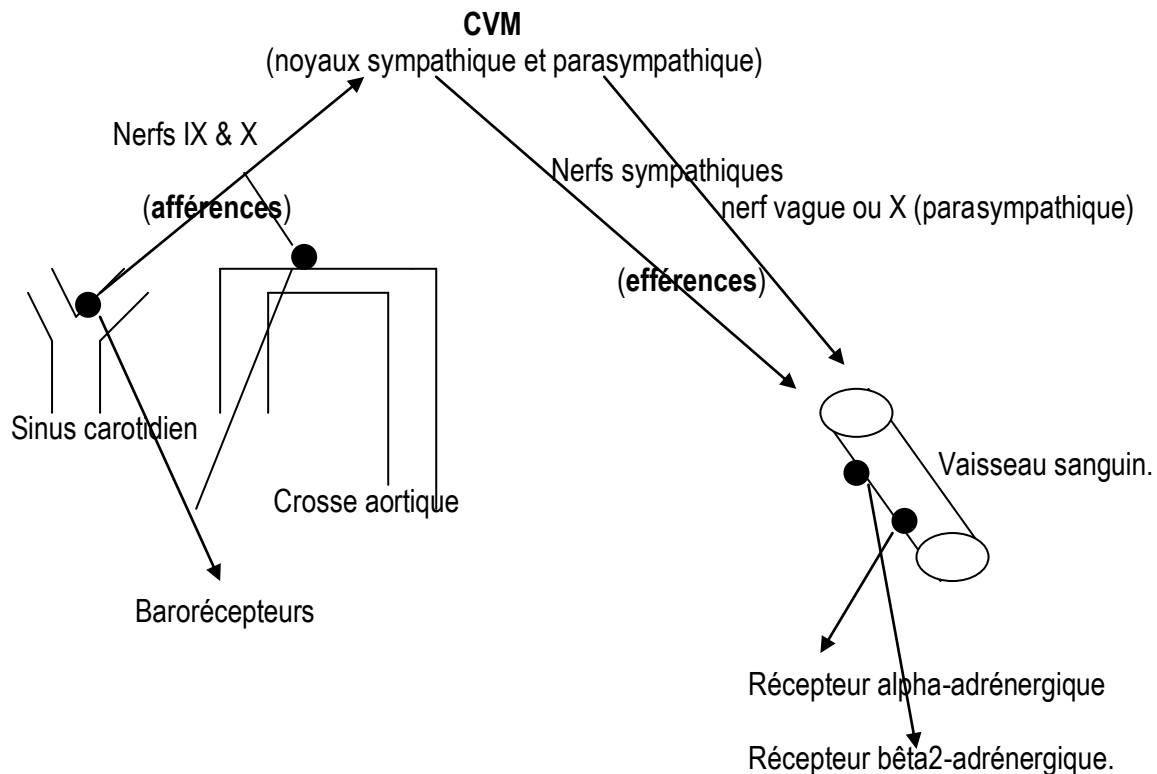 CVM
(noyaux sympathique et parasympathique)
Nerfs IX & X
(afférences)
Nerfs sympathiques
nerf vague ou X (parasympathique)
(efférences)
Sinus carotidien
Crosse aortique
Vaisseau sanguin.
Barorécepteurs
Récepteur alpha-adrénergique
Récepteur bêta2-adrénergique.